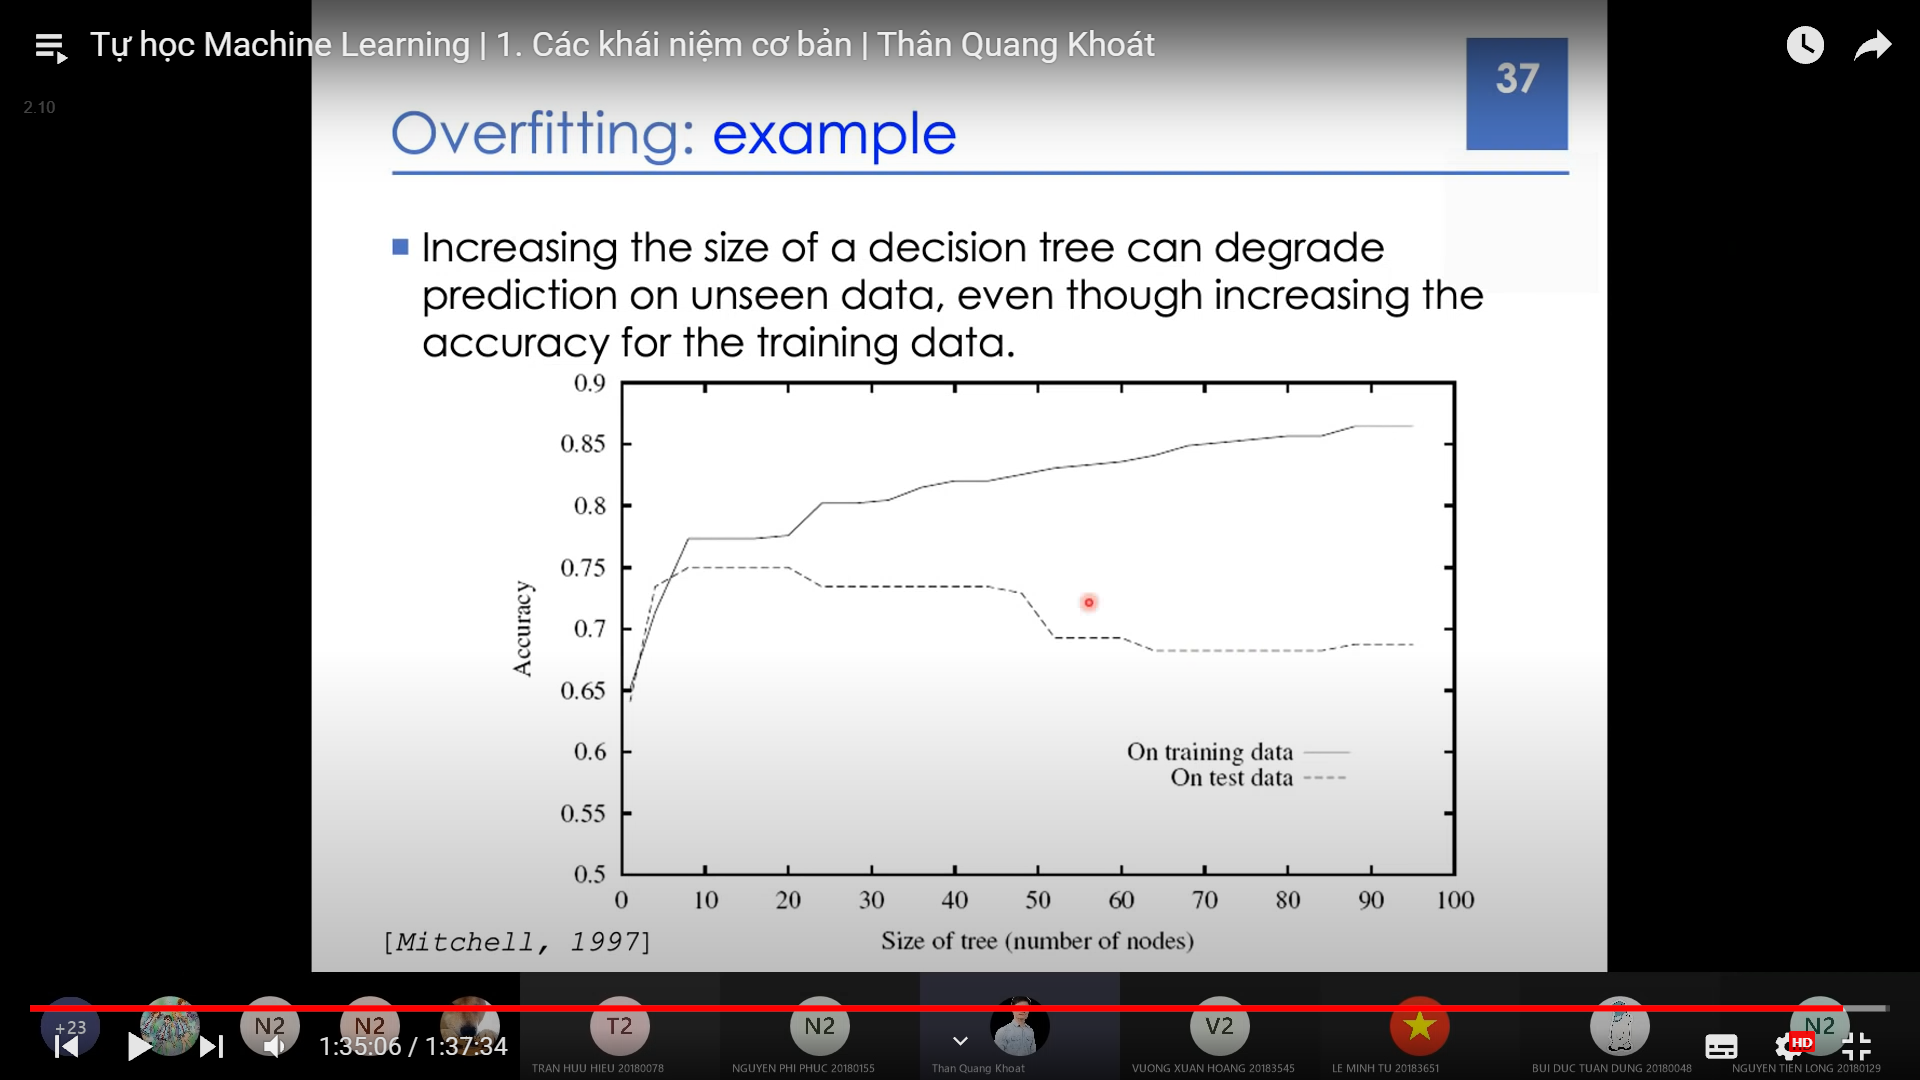 Tự học Machine Learning | 1. Các khái niệm cơ bản | Thân Quang Khoát
37
2.10
Overfitting: example
Increasing the size of a decision tree can degrade
prediction on unseen data, even though increasing the
accuracy for the training data.
0.9
0.85
0.8
0.75
0.7
0.65
0.6
0.55
0.5
Accuracy
On training data
On test data
0 10 20 30 40 50 60 70 80 90 100
Size of tree (number of nodes)
[Mitchell, 1997]
+23
N2
N2
T2
N2
V2
N2
1:35:06 / 1:37:34
HD
TRAN HUU HIEU 20180078
NGUYEN PHI PHUC 20180155
Than Quang Khoat
VUONG XUAN HOANG 20183545
LE MINH TU 20183651
BUI DUC TUAN DUNG 20180048
NGUYEN TIEN LONG 20180129